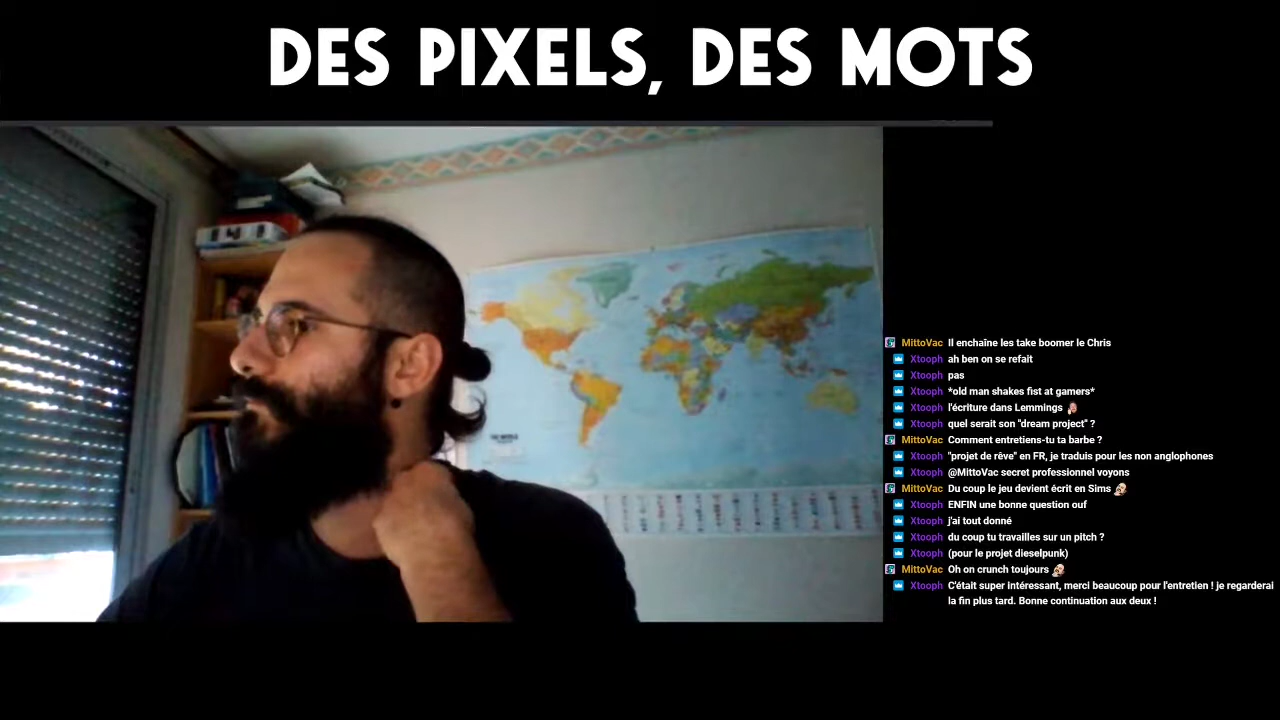 DES PIXELS, DES MOTS
141
MittoVac Il enchaîne les take boomer le Chris
Xtooph ah ben on se refait
Xtooph pas
Xtooph *old man shakes fist at gamers*
Xtooph l'écriture dans Lemmings
Xtooph quel serait son "dream project" ?
MittoVac Comment entretiens-tu ta barbe ?
Xtooph "projet de rêve" en FR, je traduis pour les non anglophones
Xtooph @MittoVac secret professionnel voyons
MittoVac Du coup le jeu devient écrit en Sims
Xtooph ENFIN une bonne question ouf
Xtooph j'ai tout donné
Xtooph du coup tu travailles sur un pitch ?
Xtooph (pour le projet dieselpunk)
MittoVac Oh on crunch toujours
Xtooph C'était super intéressant, merci beaucoup pour l'entretien ! je regarderai
la fin plus tard. Bonne continuation aux deux !